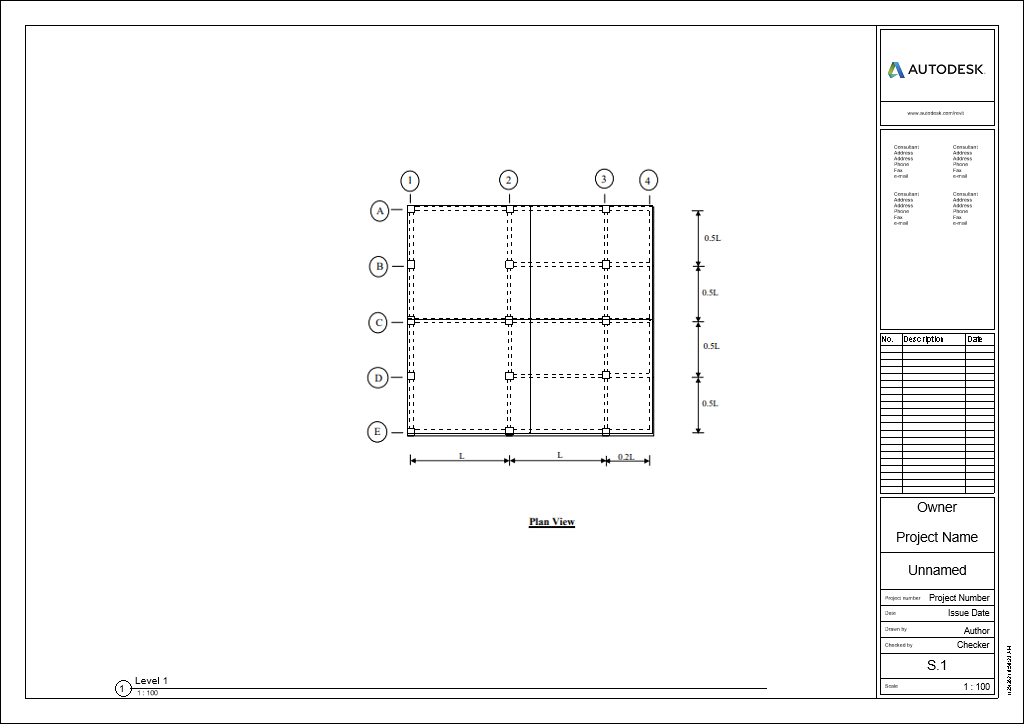 1
2
3
4
A
B
C
D
E
0.5L
0.5L
0.5L
0.5L
L
L
0.2L
Plan View
1
Level 1
1 : 100
AUTODESK
www.autodesk.com/revit
Consultant
Address
Address
Phone
Fax
e-mail
Consultant
Address
Address
Phone
Fax
e-mail
Consultant
Address
Address
Phone
Fax
e-mail
Consultant
Address
Address
Phone
Fax
e-mail
No. Description Date
Owner
Project Name
Unnamed
Project number Project Number
Date Issue Date
Drawn by Author
Checked by Checker
S.1
Scale 1 : 100